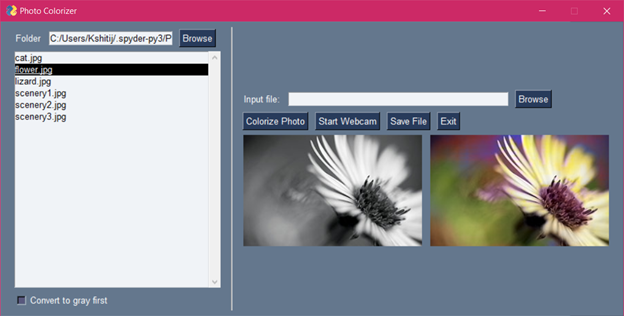 Photo Colorizer
Folder C:/Users/Kshitij/.spyder-py3/P Browse
cat.jpg
flower.jpg
lizard.jpg
scenery1.jpg
scenery2.jpg
scenery3.jpg
Convert to gray first
Input file: Browse
Colorize Photo Start Webcam Save File Exit